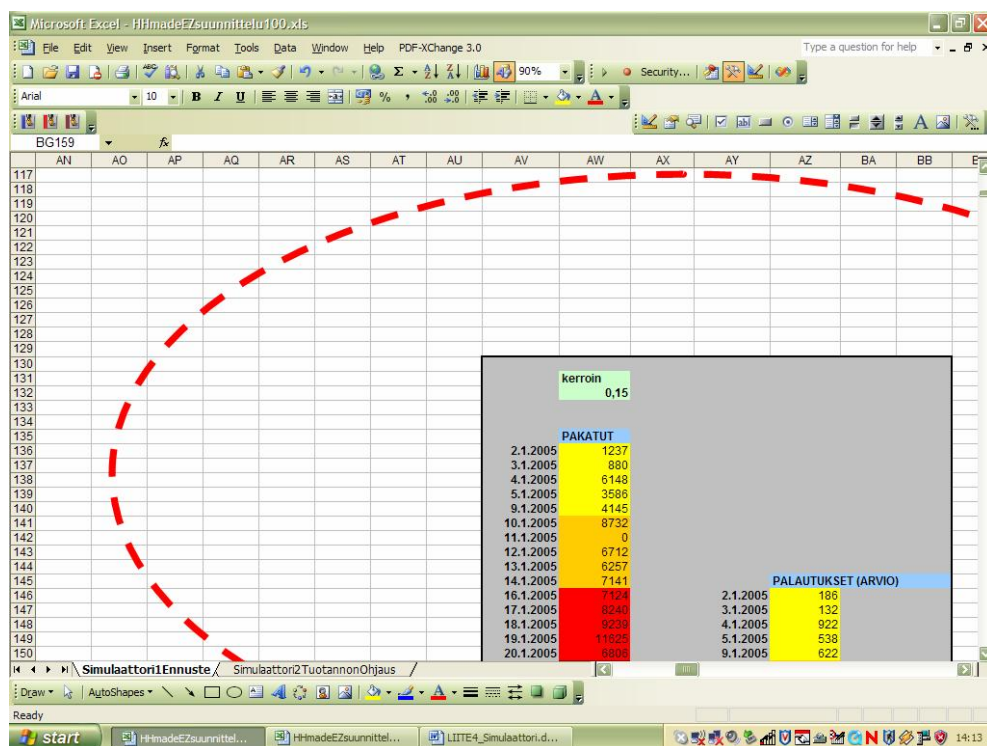 Microsoft Excel - HHmadeEZsuunnittelu100.xls
File Edit View Insert Format Tools Data Window Help PDF-XChange 3.0 Type a question for help
90% Security...
Arial 10 B I U
BG159 fx
AN AO AP AQ AR AS AT AU AV AW AX AY AZ BA BB
117
118
119
120
121
122
123
124
125
126
127
128
129
130
131 kerroin
132 0,15
133
134
135 PAKATUT
136 2.1.2005 1237
137 3.1.2005 880
138 4.1.2005 6148
139 5.1.2005 3586
140 9.1.2005 4145
141 10.1.2005 8732
142 11.1.2005 0
143 12.1.2005 6712
144 13.1.2005 6257
145 14.1.2005 7141 PALAUTUKSET (ARVIO)
146 16.1.2005 7124 2.1.2005 186
147 17.1.2005 8240 3.1.2005 132
148 18.1.2005 9239 4.1.2005 922
149 19.1.2005 11625 5.1.2005 538
150 20.1.2005 6806 9.1.2005 622
Simulaattori1Ennuste Simulaattori2TuotannonOhjaus
Draw AutoShapes
Ready
start HHmadeEZsuunnittel... HHmadeEZsuunnittel... LIITE4_Simulaattori.d... 14:13